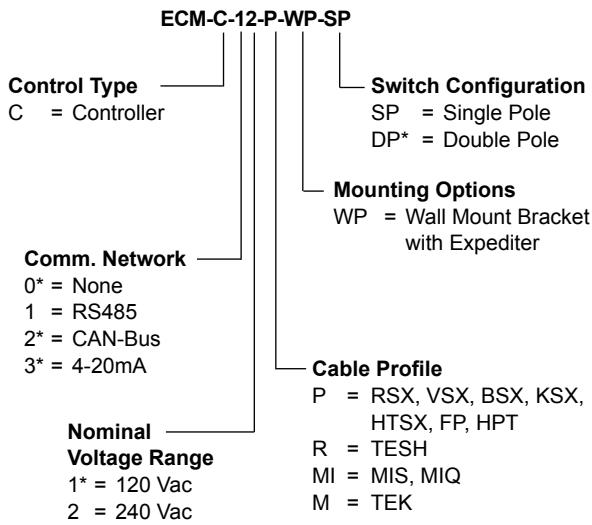 ECM-C-12-P-WP-SP
Control Type
C = Controller
Switch Configuration
SP = Single Pole
DP* = Double Pole
Mounting Options
WP = Wall Mount Bracket
with Expediter
Comm. Network
0* = None
1 = RS485
2* = CAN-Bus
3* = 4-20mA
Cable Profile
P = RSX, VSX, BSX, KSX,
HTSX, FP, HPT
R = TESH
MI = MIS, MIQ
M = TEK
Nominal
Voltage Range
1* = 120 Vac
2 = 240 Vac